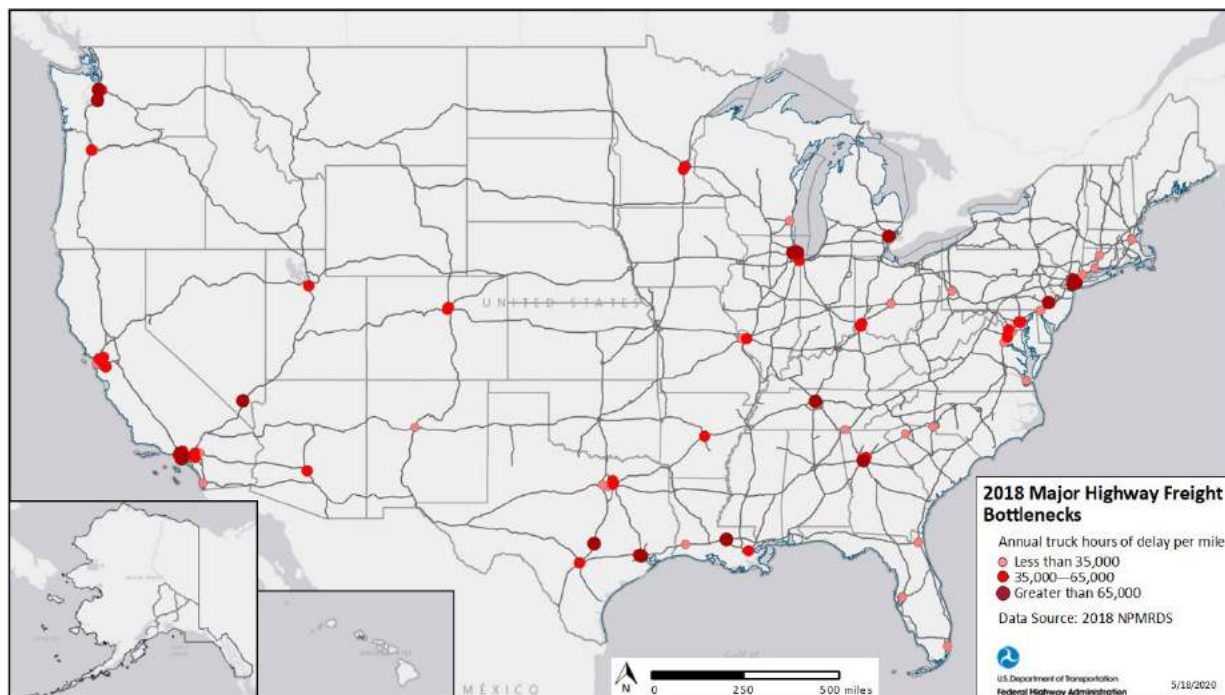 UNITED STATES
2018 Major Highway Freight
Bottlenecks
Annual truck hours of delay per mile
Less than 35,000
35,000—65,000
Greater than 65,000
Data Source: 2018 NPMRDS
U.S. Department of Transportation
Federal Highway Administration
5/18/2020
N
0 250 500 miles
MÉXICO
Gulf of